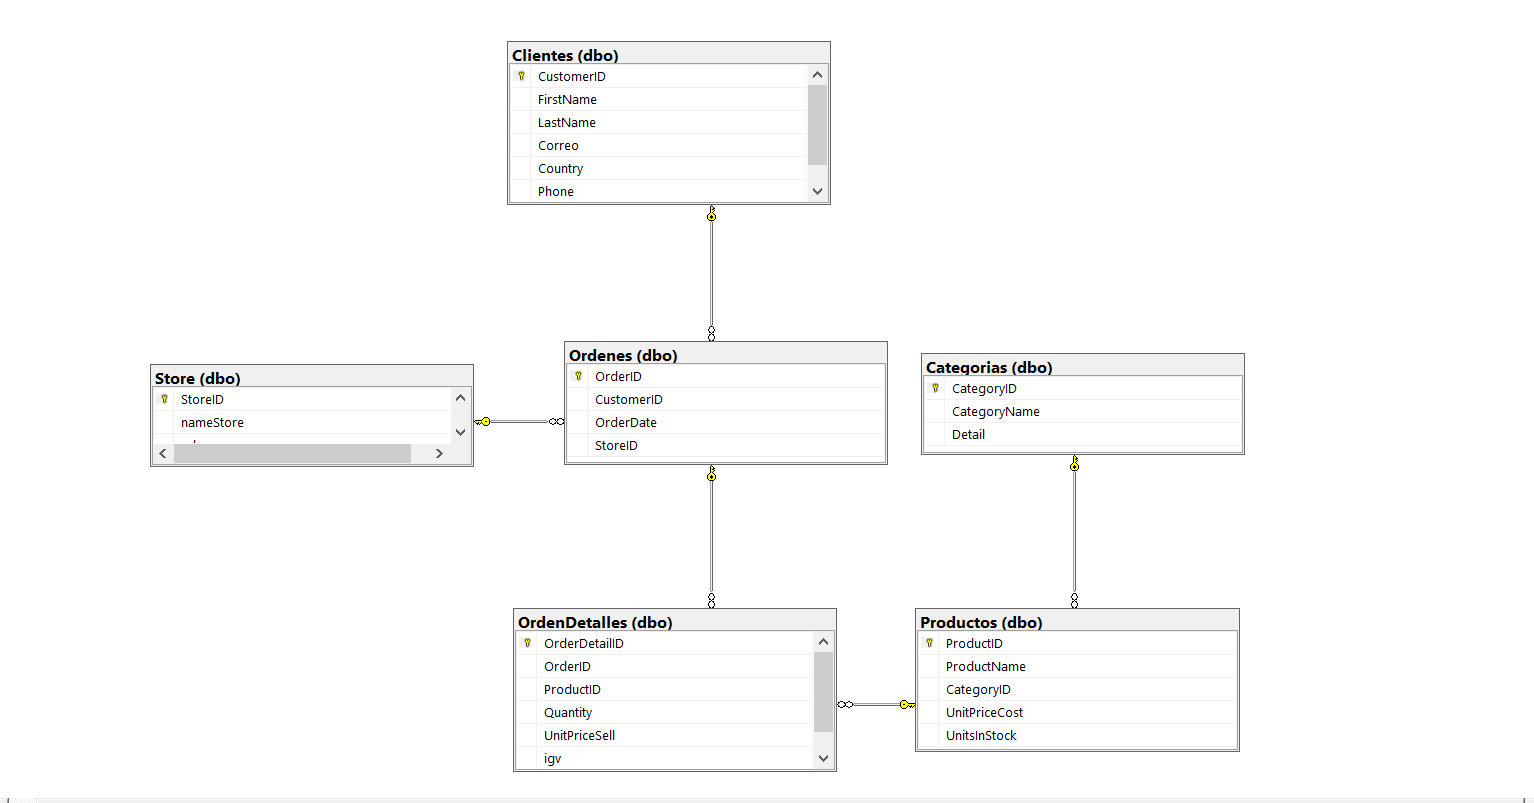 Clientes (dbo)
CustomerID
FirstName
LastName
Correo
Country
Phone
Store (dbo)
StoreID
nameStore
Ordenes (dbo)
OrderID
CustomerID
OrderDate
StoreID
Categorias (dbo)
CategoryID
CategoryName
Detail
OrdenDetalles (dbo)
OrderDetailID
OrderID
ProductID
Quantity
UnitPriceSell
igv
Productos (dbo)
ProductID
ProductName
CategoryID
UnitPriceCost
UnitsInStock